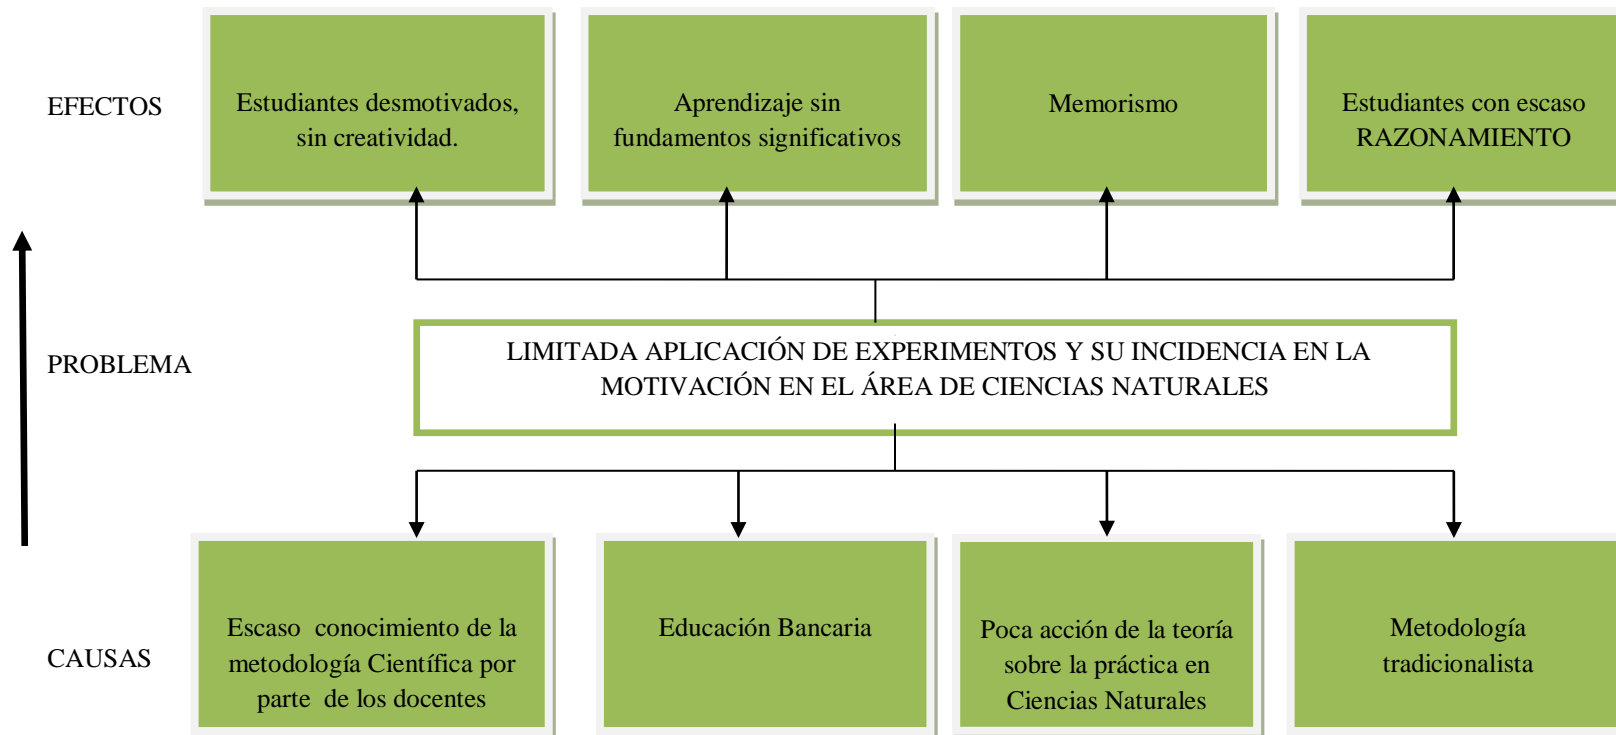 EFECTOS
Estudiantes desmotivados,
sin creatividad.
Aprendizaje sin
fundamentos significativos
Memorismo
Estudiantes con escaso
RAZONAMIENTO
PROBLEMA
LIMITADA APLICACIÓN DE EXPERIMENTOS Y SU INCIDENCIA EN LA
MOTIVACIÓN EN EL ÁREA DE CIENCIAS NATURALES
CAUSAS
Escaso conocimiento de la
metodología Científica por
parte de los docentes
Educación Bancaria
Poca acción de la teoría
sobre la práctica en
Ciencias Naturales
Metodología
tradicionalista